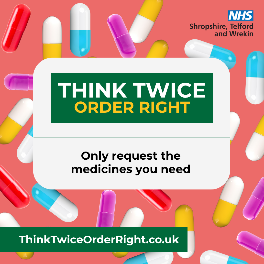 NHS
Shropshire, Telford
and Wrekin
THINK TWICE
ORDER RIGHT
Only request the
medicines you need
ThinkTwiceOrderRight.co.uk